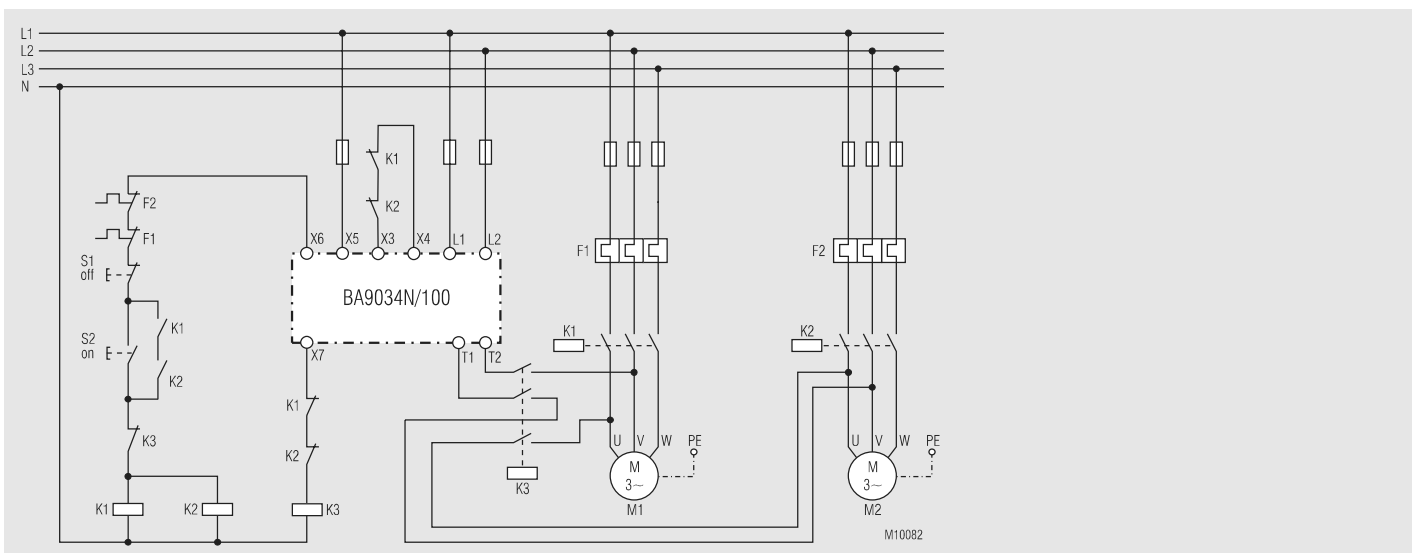 L1
L2
L3
N
K1
K2
F2
F1
S1
off
S2
on
K1
K2
K3
K1
K2
X6
X5
X3
X4
L1
L2
BA9034N/100
X7
T1
T2
K1
K2
K3
K3
F1
K1
U
V
W
PE
M
3~
M1
F2
K2
U
V
W
PE
M
3~
M2
M10082